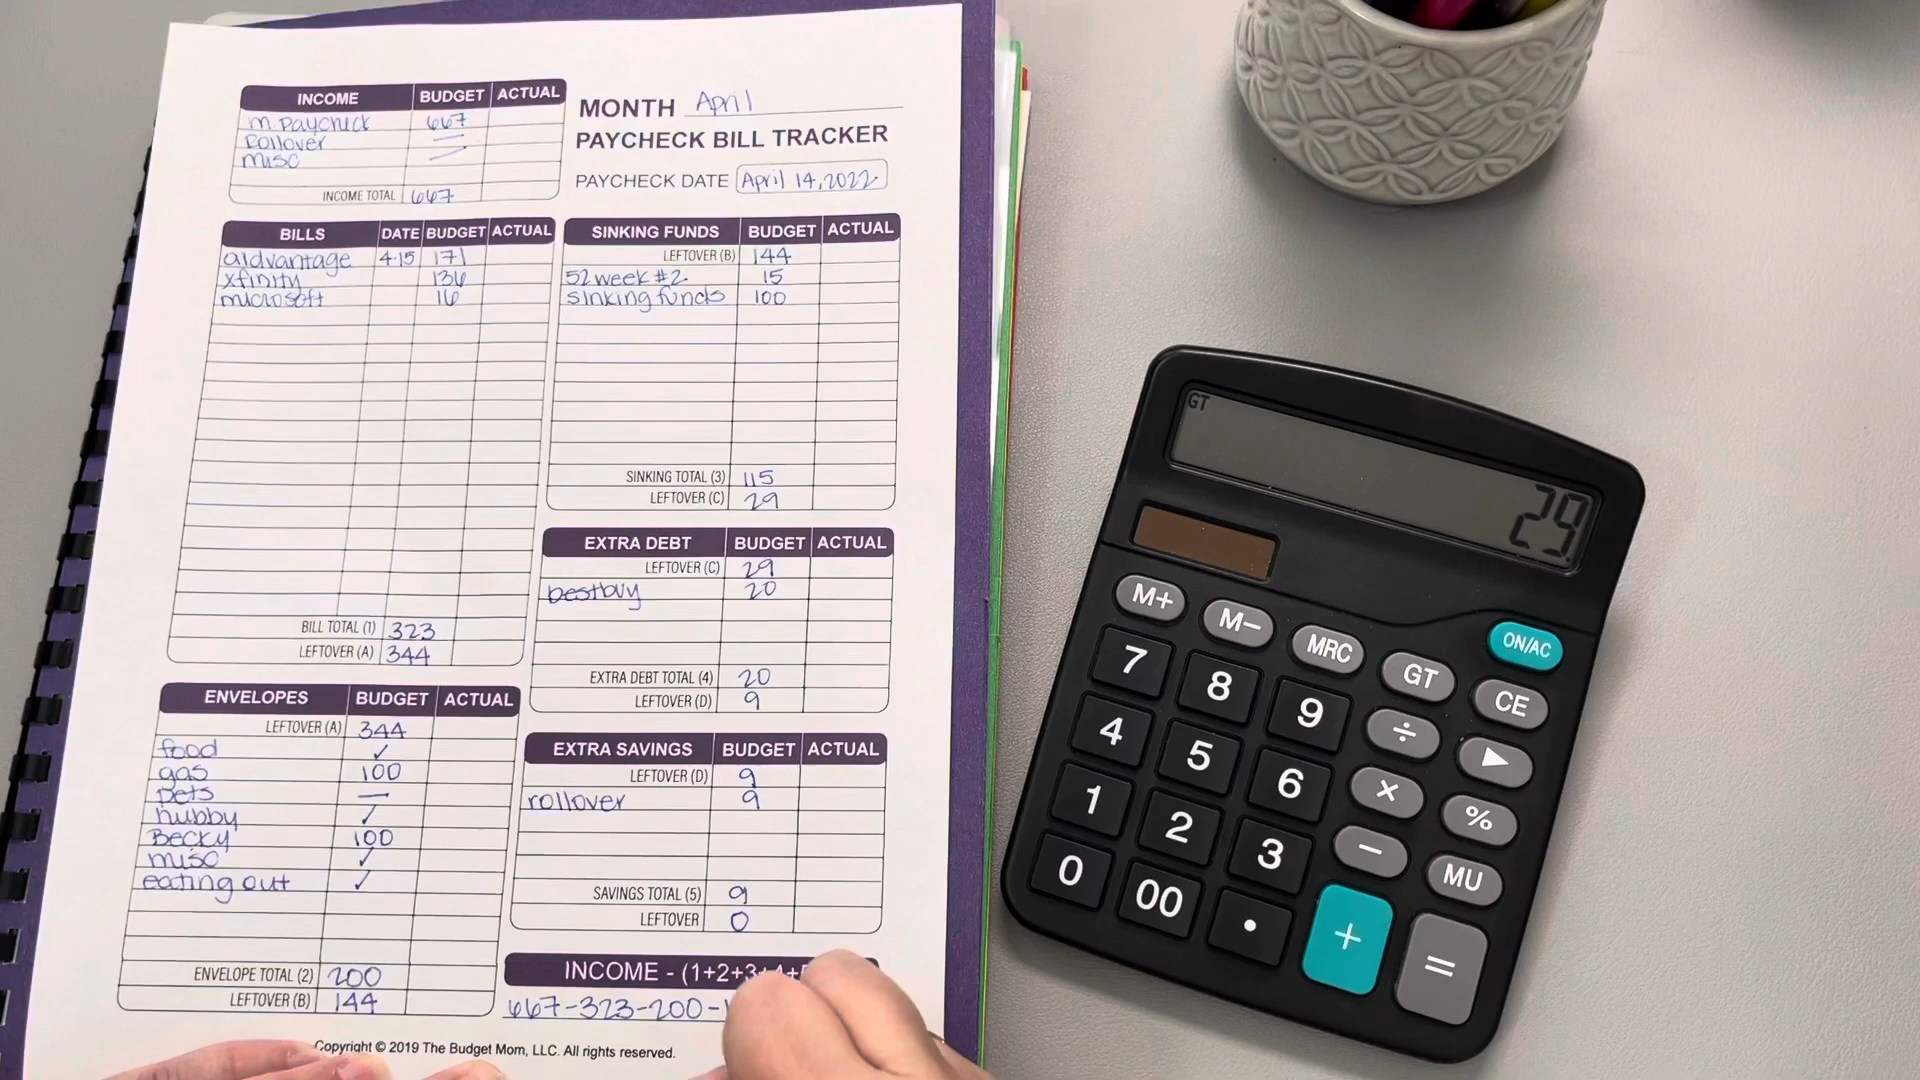 INCOME BUDGET ACTUAL
m. paycheck 667
Rollover —
misc —
INCOME TOTAL 667
MONTH April
PAYCHECK BILL TRACKER
PAYCHECK DATE April 14, 2022
BILLS DATE BUDGET ACTUAL
aidvantage 4.15 171
xfinity 136
microsoft 16
BILL TOTAL (1) 323
LEFTOVER (A) 344
ENVELOPES BUDGET ACTUAL
LEFTOVER (A) 344
food ✓
gas 100
pets —
hubby ✓
Becky 100
misc ✓
eating out ✓
ENVELOPE TOTAL (2) 200
LEFTOVER (B) 144
SINKING FUNDS BUDGET ACTUAL
LEFTOVER (B) 144
52 week #2 15
sinking funds 100
SINKING TOTAL (3) 115
LEFTOVER (C) 29
EXTRA DEBT BUDGET ACTUAL
LEFTOVER (C) 29
bestbuy 20
EXTRA DEBT TOTAL (4) 20
LEFTOVER (D) 9
EXTRA SAVINGS BUDGET ACTUAL
LEFTOVER (D) 9
rollover 9
SAVINGS TOTAL (5) 9
LEFTOVER 0
INCOME - (1+2+3+4+
667-323-200-
Copyright © 2019 The Budget Mom, LLC. All rights reserved.
GT
29
M+ M− MRC GT ON/AC
7 8 9 ÷ CE
4 5 6 × ▶
1 2 3 − %
0 00 . + MU
=